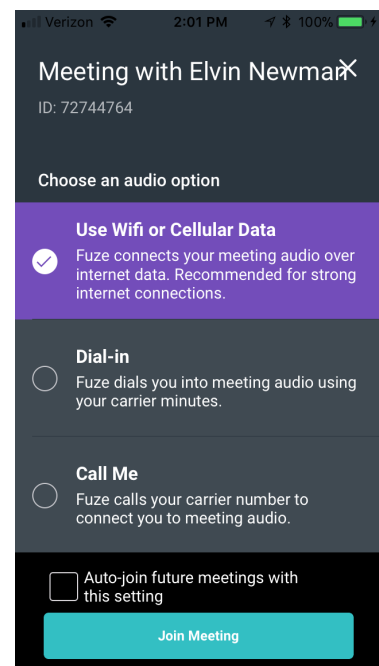 Verizon 2:01 PM 100%
Meeting with Elvin Newman
ID: 72744764
Choose an audio option
Use Wifi or Cellular Data
Fuze connects your meeting audio over
internet data. Recommended for strong
internet connections.
Dial-in
Fuze dials you into meeting audio using
your carrier minutes.
Call Me
Fuze calls your carrier number to
connect you to meeting audio.
Auto-join future meetings with
this setting
Join Meeting